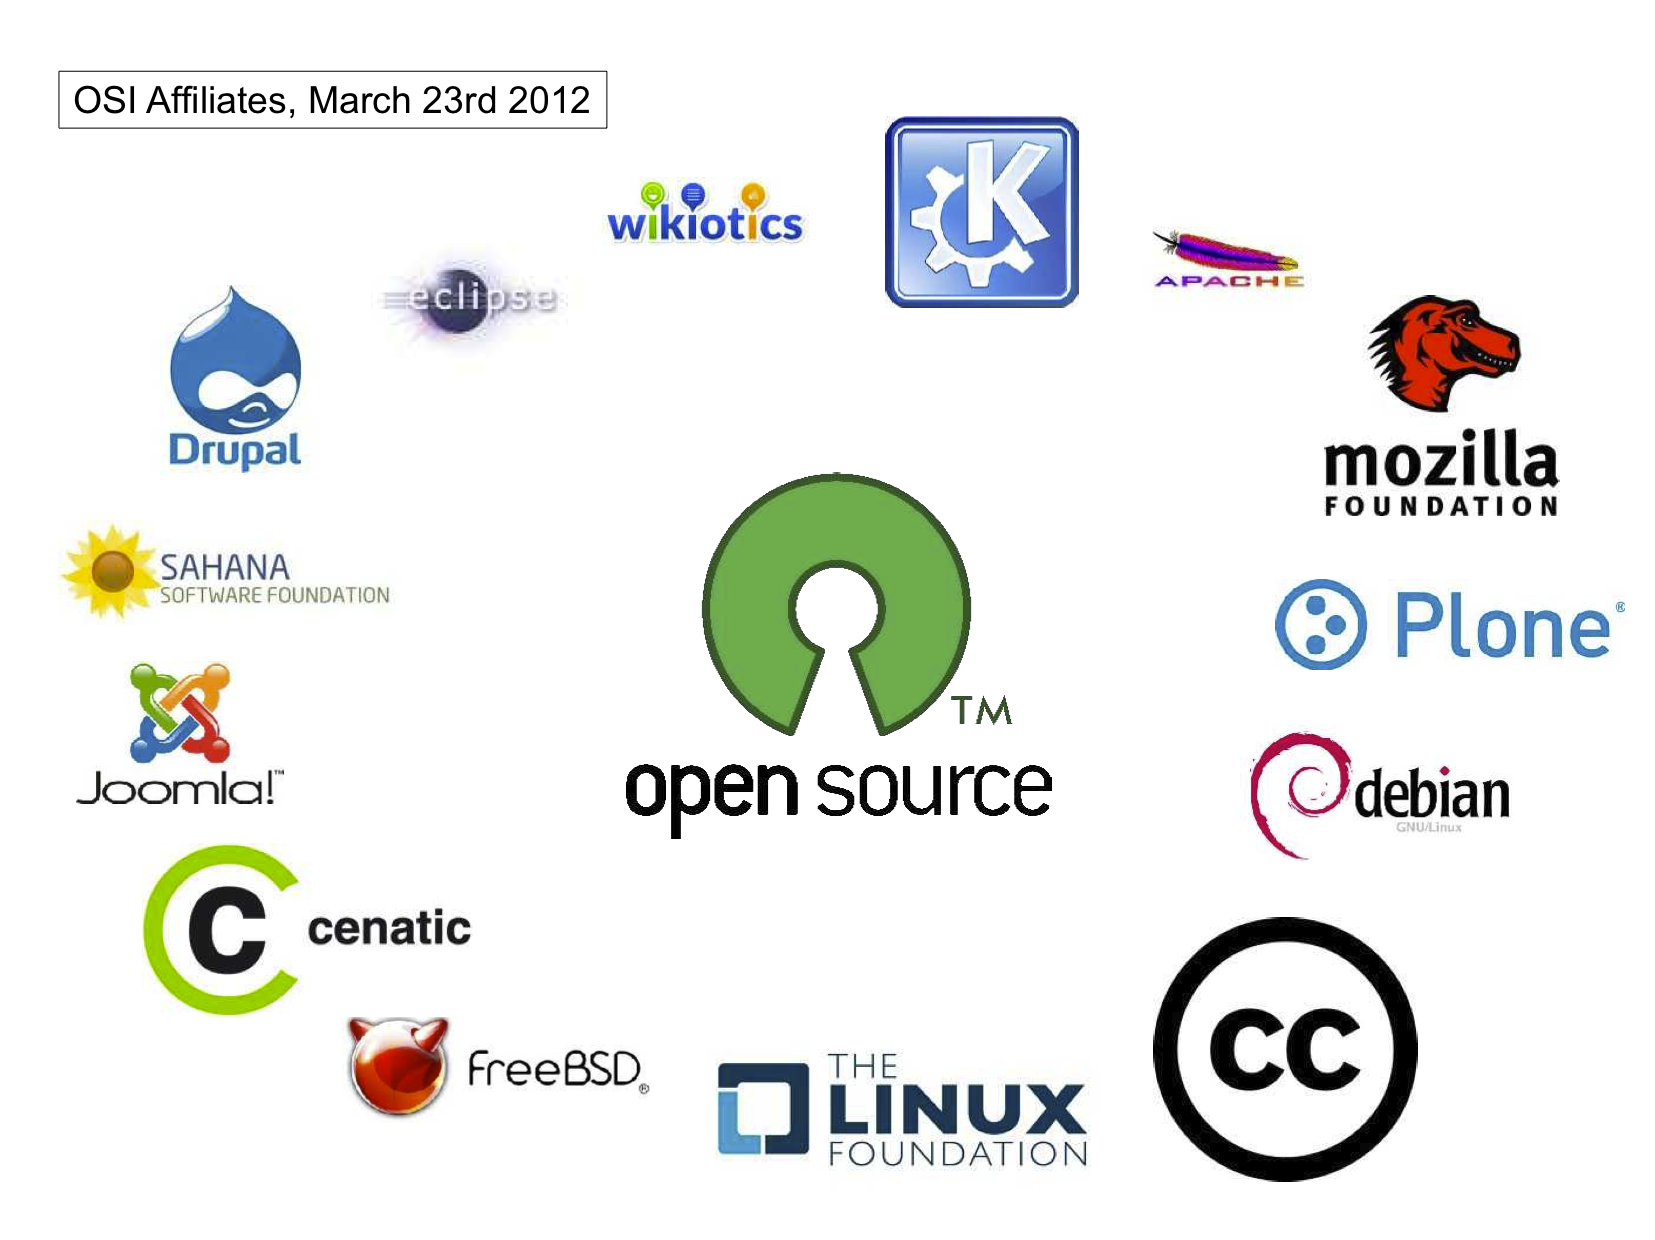 OSI Affiliates, March 23rd 2012
wikiotics
K
APACHE
eclipse
Drupal
mozilla
FOUNDATION
SAHANA
SOFTWARE FOUNDATION
Plone®
TM
open source
Joomla!™
debian
GNU/Linux
C cenatic
cc
FreeBSD®
THE
LINUX
FOUNDATION